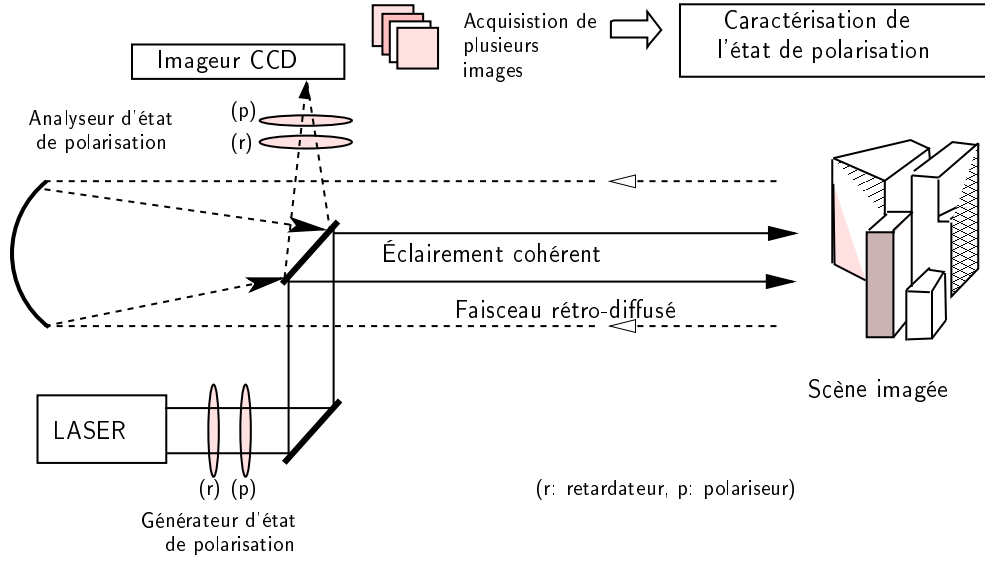 Acquisistion de
plusieurs
images
Caractérisation de
l'état de polarisation
Imageur CCD
Analyseur d'état
de polarisation
(p)
(r)
Éclairement cohérent
Faisceau rétro-diffusé
Scène imagée
LASER
(r) (p)
Générateur d'état
de polarisation
(r: retardateur, p: polariseur)